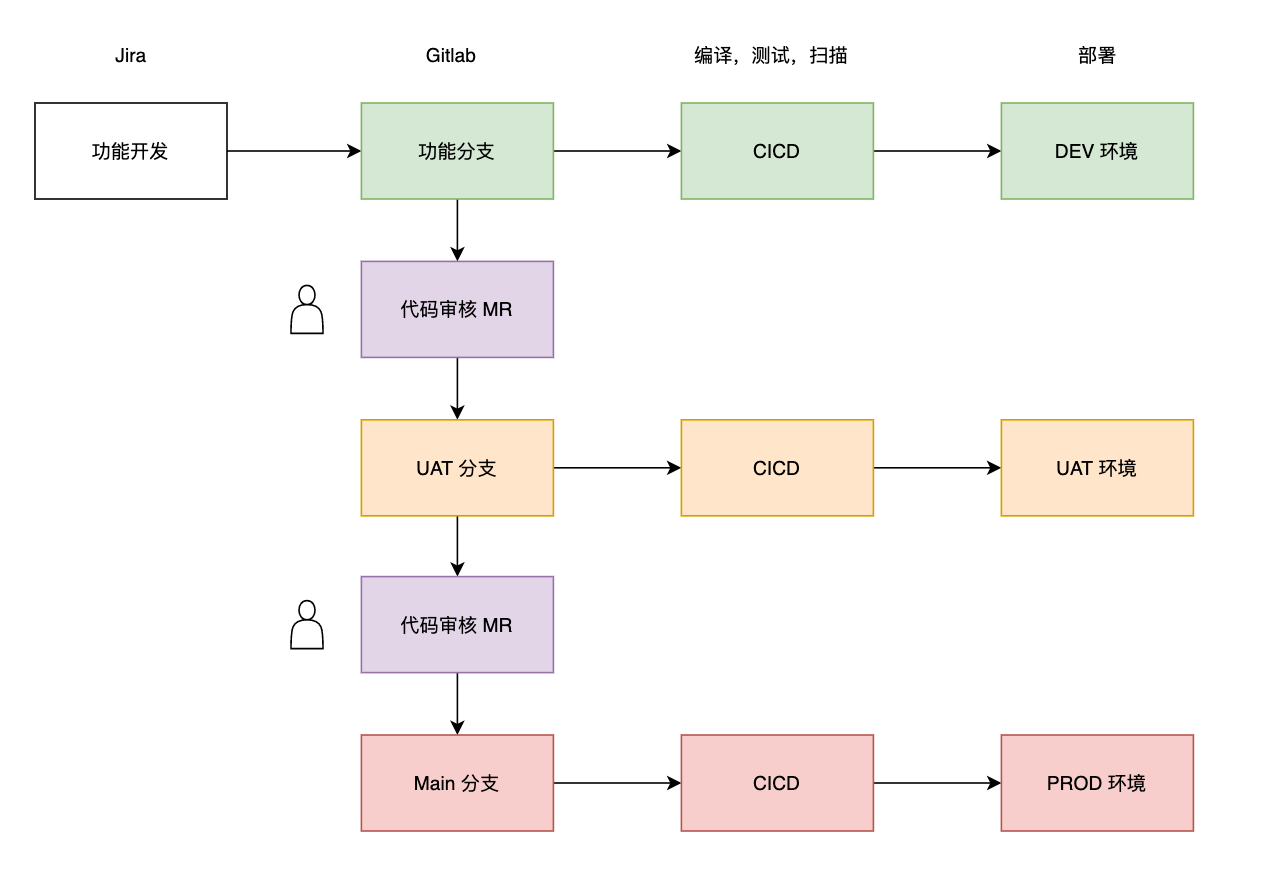 Jira
Gitlab
编译，测试，扫描
部署
功能开发
功能分支
CICD
DEV 环境
代码审核 MR
UAT 分支
CICD
UAT 环境
代码审核 MR
Main 分支
CICD
PROD 环境